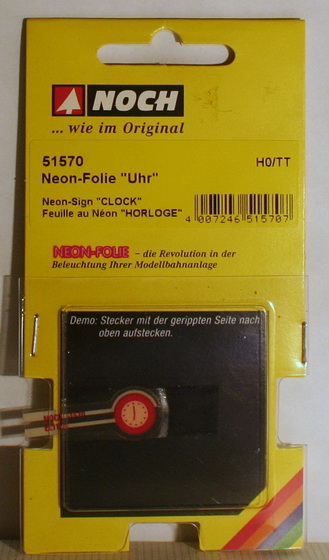 NOCH
... wie im Original
51570
H0/TT
Neon-Folie "Uhr"
Neon-Sign "CLOCK"
Feuille au Néon "HORLOGE"
4 007246 515707
NEON-FOLIE - die Revolution in der
Beleuchtung Ihrer Modellbahnanlage
Demo: Stecker mit der gerippten Seite nach
oben aufstecken.